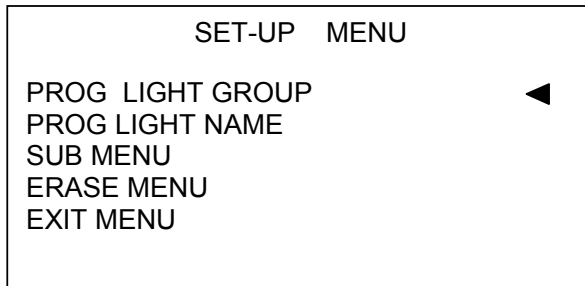 SET-UP MENU
PROG LIGHT GROUP ◀
PROG LIGHT NAME
SUB MENU
ERASE MENU
EXIT MENU